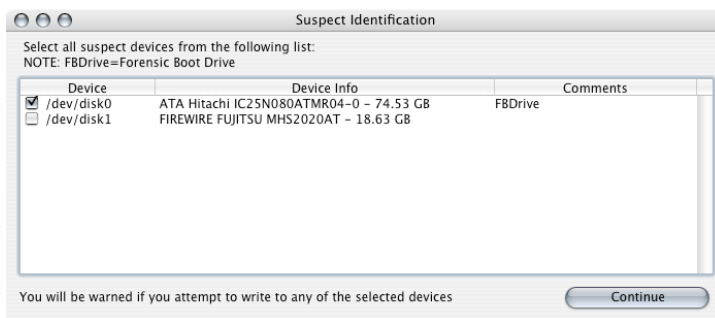 Suspect Identification
Select all suspect devices from the following list:
NOTE: FBDrive=Forensic Boot Drive
Device Device Info Comments
/dev/disk0 ATA Hitachi IC25N080ATMR04-0 – 74.53 GB FBDrive
/dev/disk1 FIREWIRE FUJITSU MHS2020AT – 18.63 GB
You will be warned if you attempt to write to any of the selected devices Continue